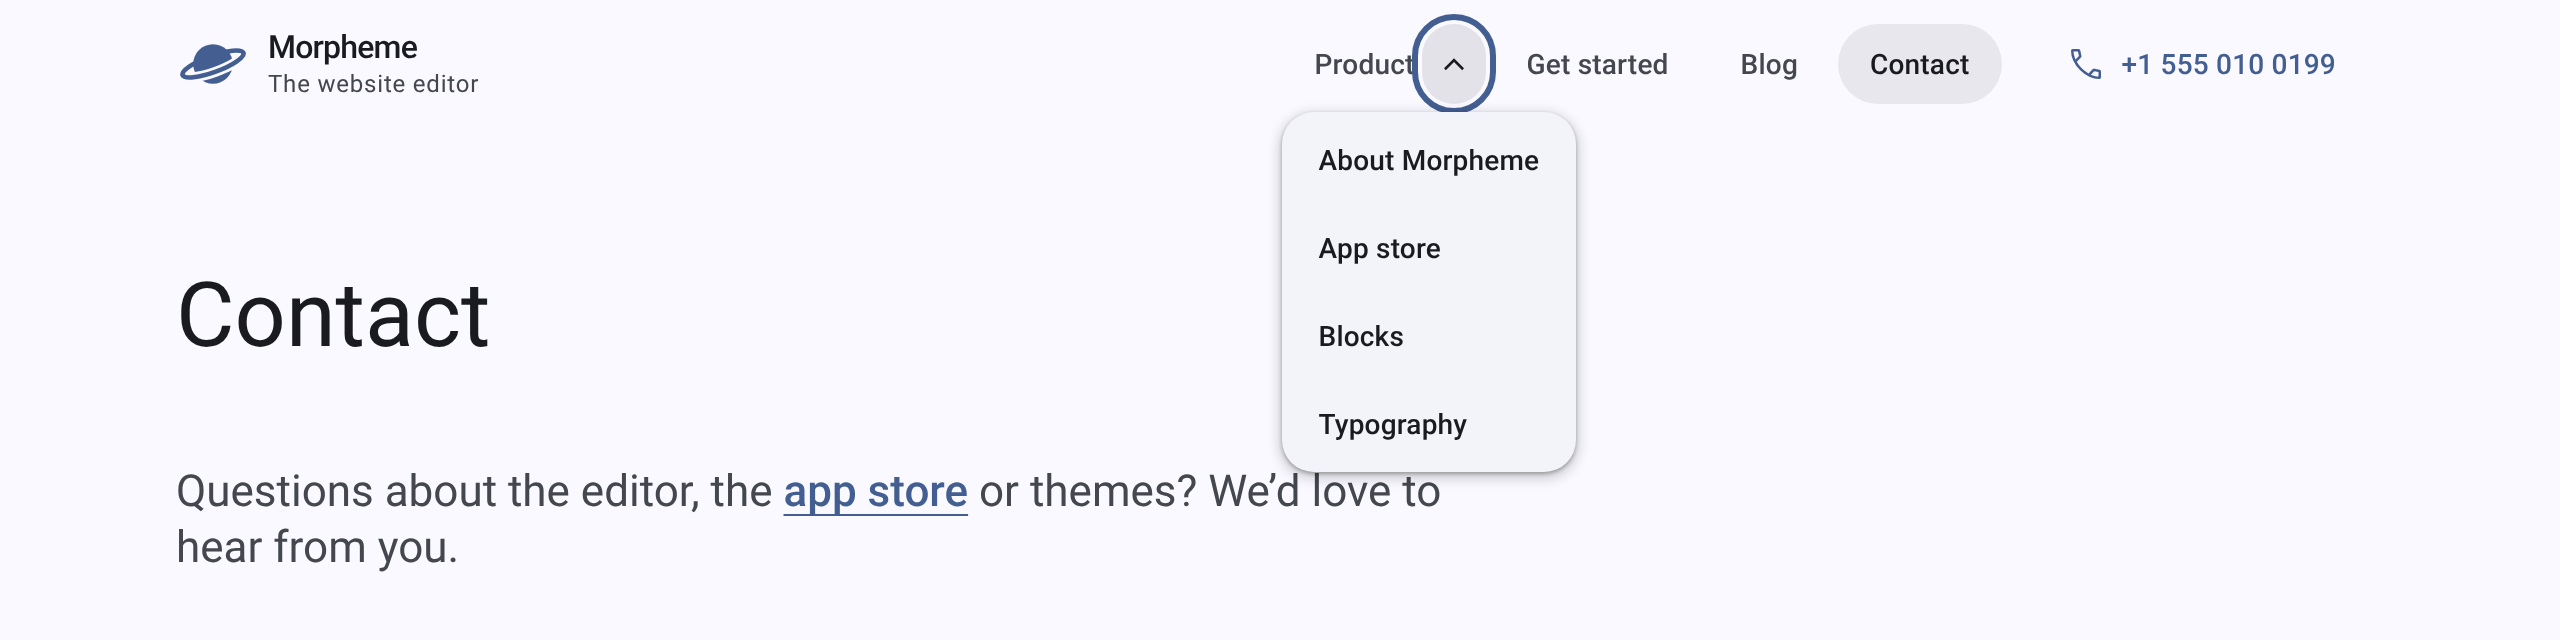 Morpheme
The website editor
Product
Get started
Blog
Contact
+1 555 010 0199
About Morpheme
App store
Blocks
Typography
Contact
Questions about the editor, the app store or themes? We’d love to
hear from you.